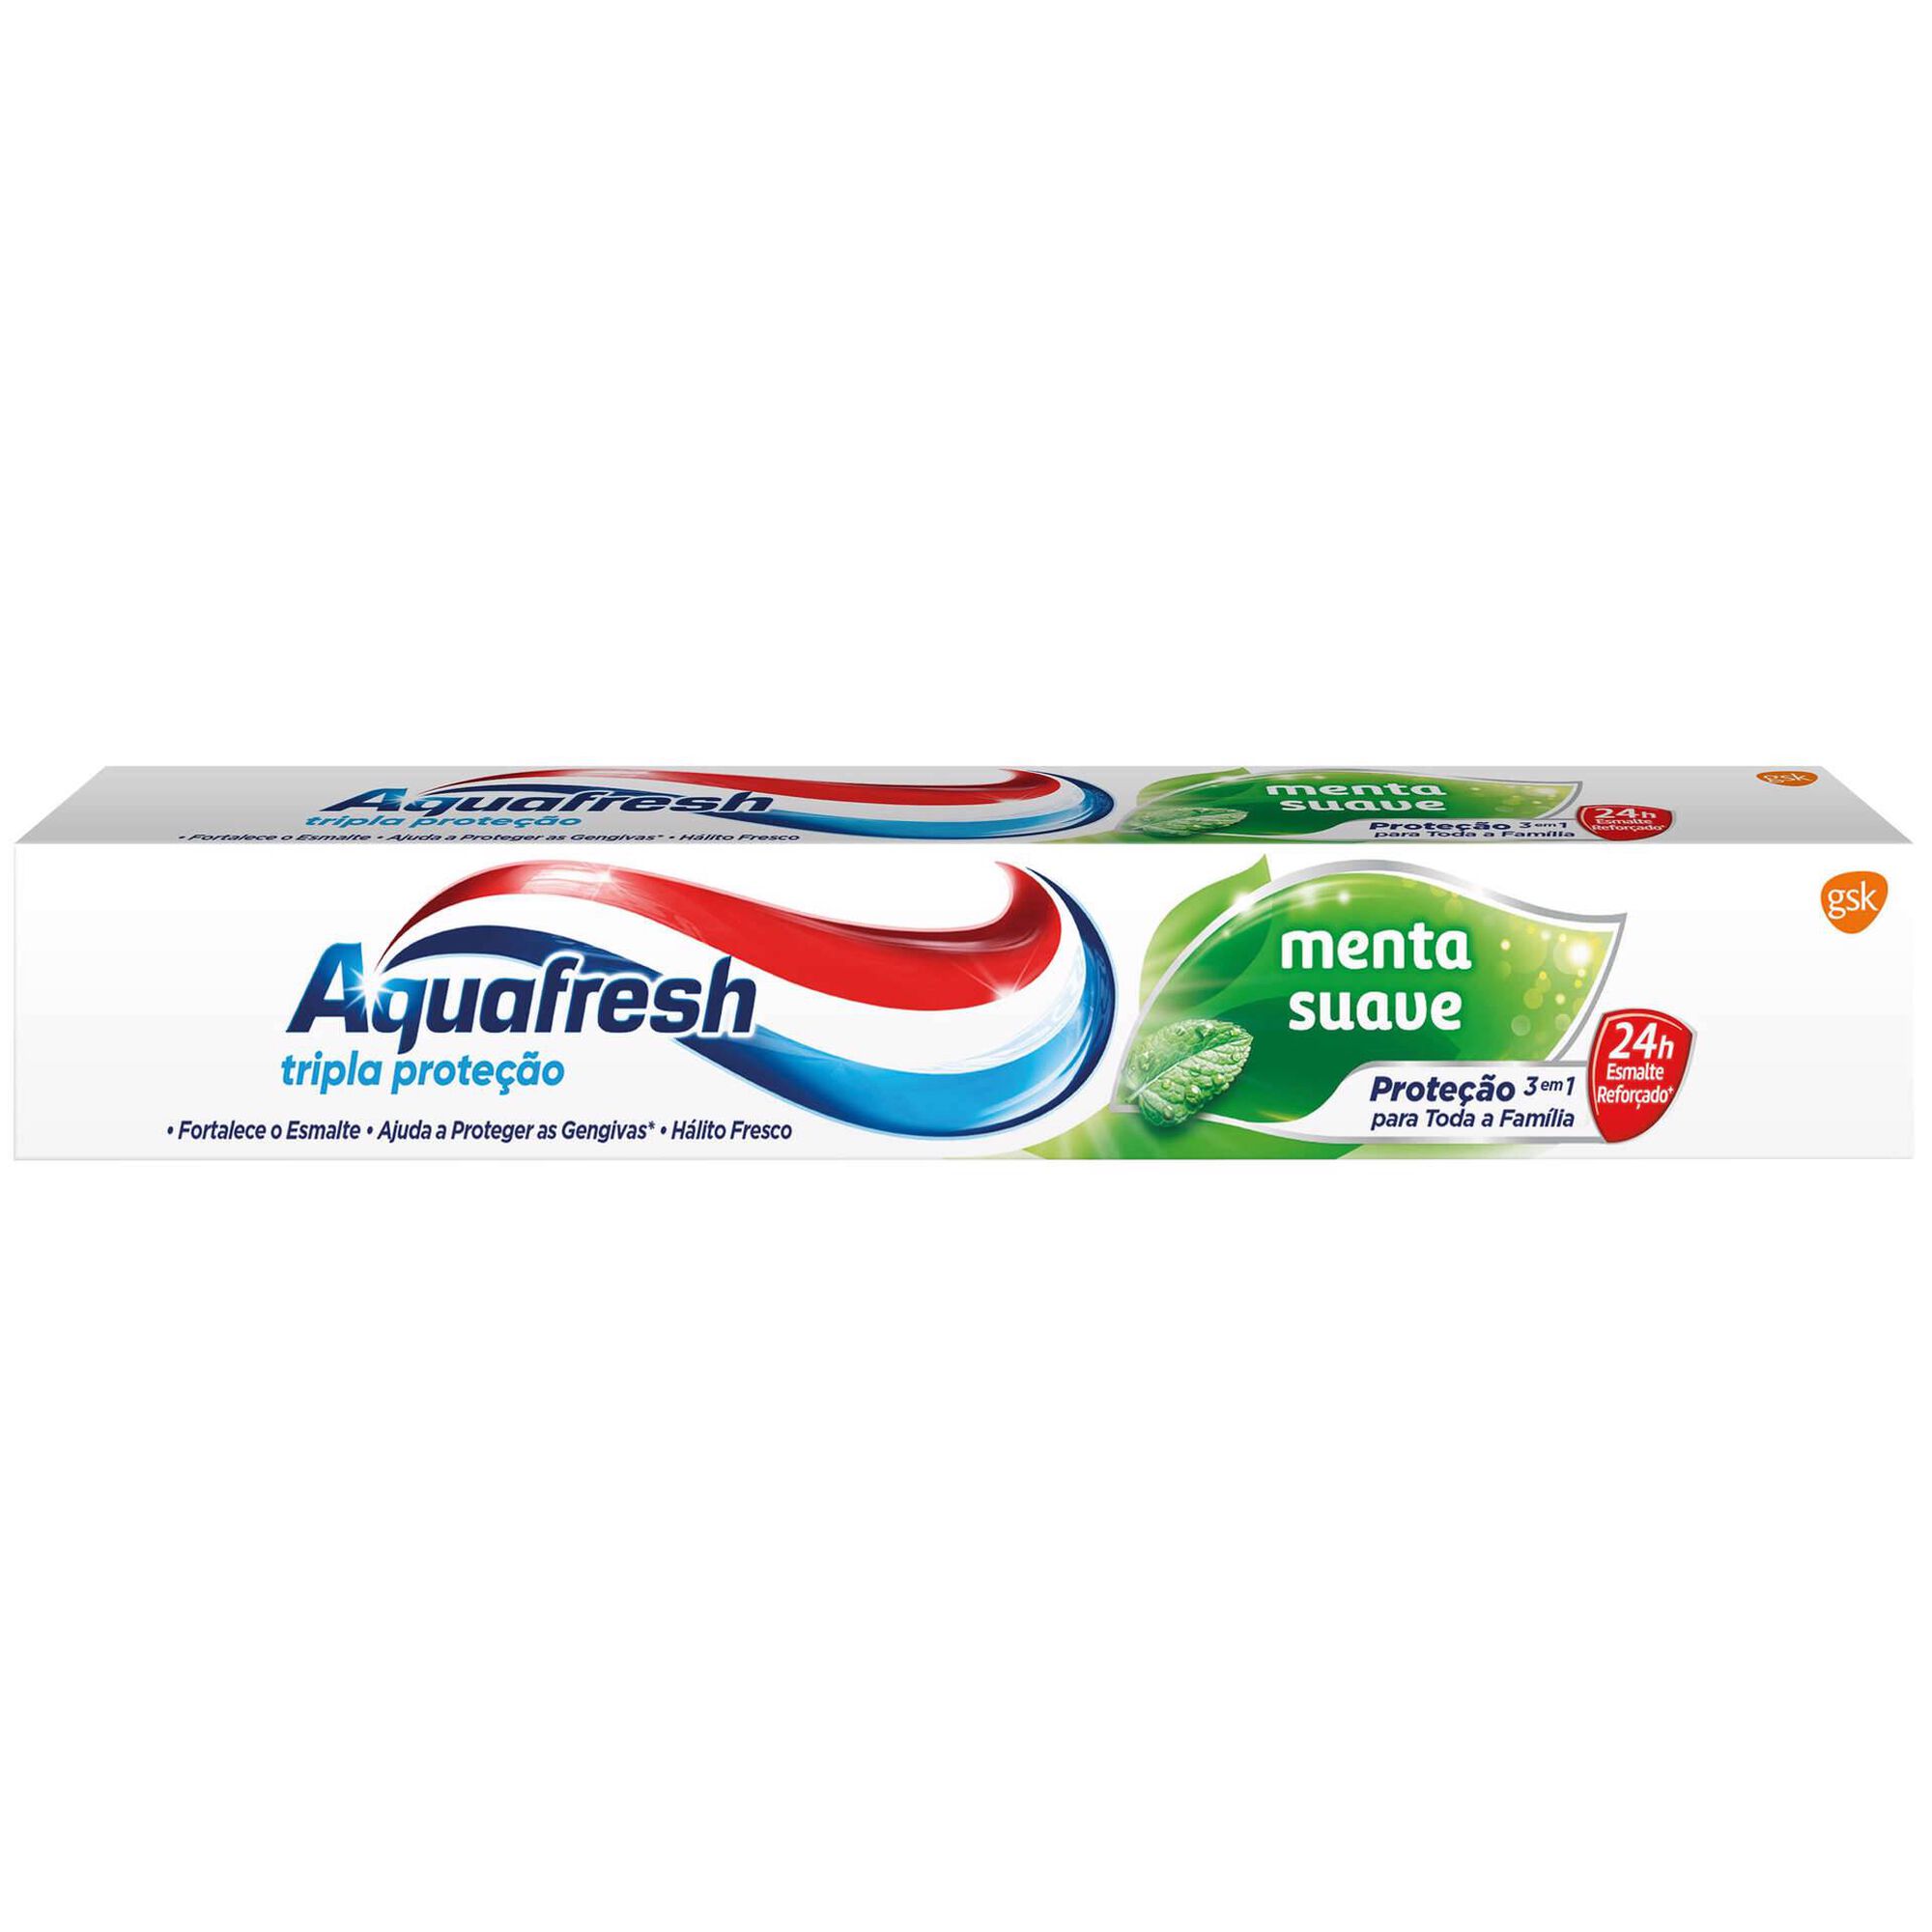 Aquafresh
tripla proteção
• Fortalece o Esmalte • Ajuda a Proteger as Gengivas* • Hálito Fresco
menta
suave
Proteção 3 em 1
para Toda a Família
24h
Esmalte
Reforçado+
gsk
Aquafresh
tripla proteção
• Fortalece o Esmalte • Ajuda a Proteger as Gengivas* • Hálito Fresco
menta
suave
Proteção 3 em 1
para Toda a Família
24h
Esmalte
Reforçado+
gsk